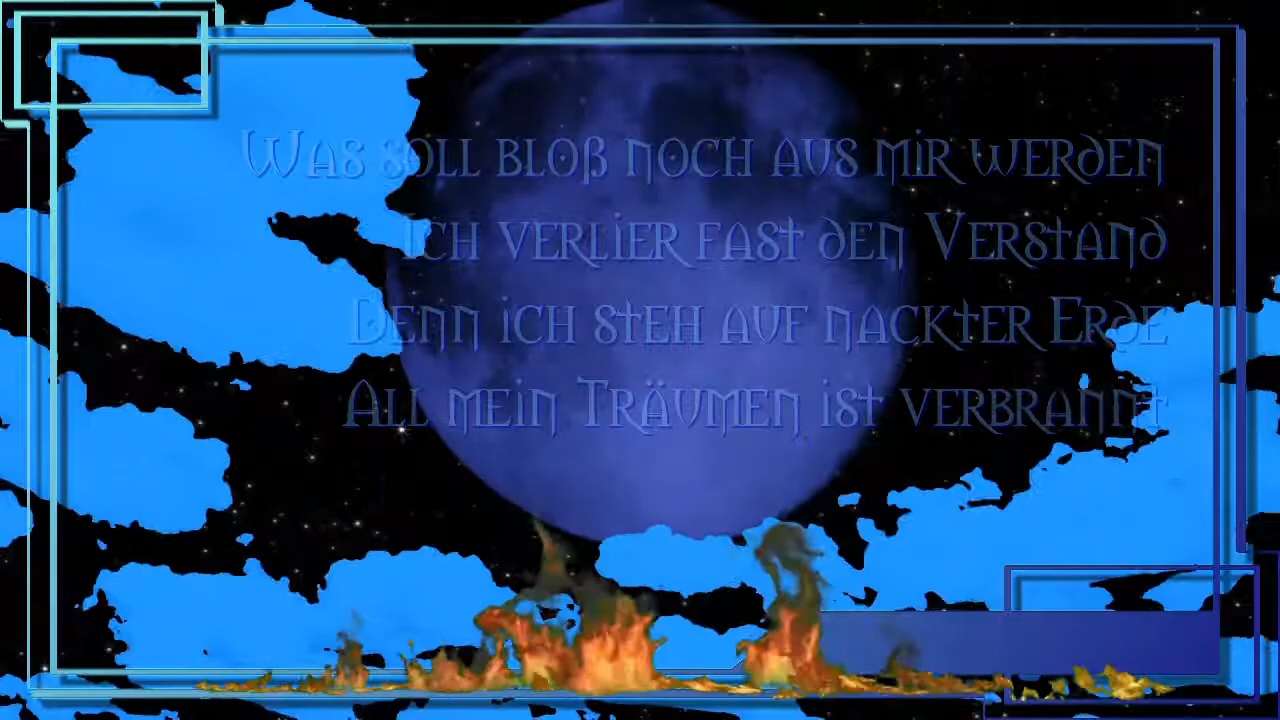 Was soll bloß noch aus mir werden
Ich verlier fast den Verstand
Denn ich steh auf nackter Erde
All mein Träumen ist verbrannt